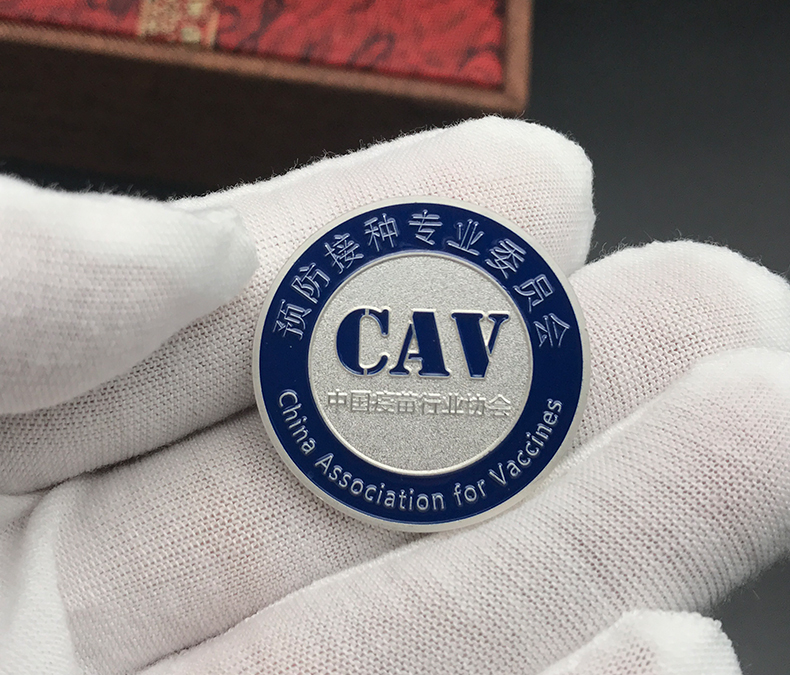 预防接种专业委员会
CAV
中国疫苗行业协会
China Association for Vaccines